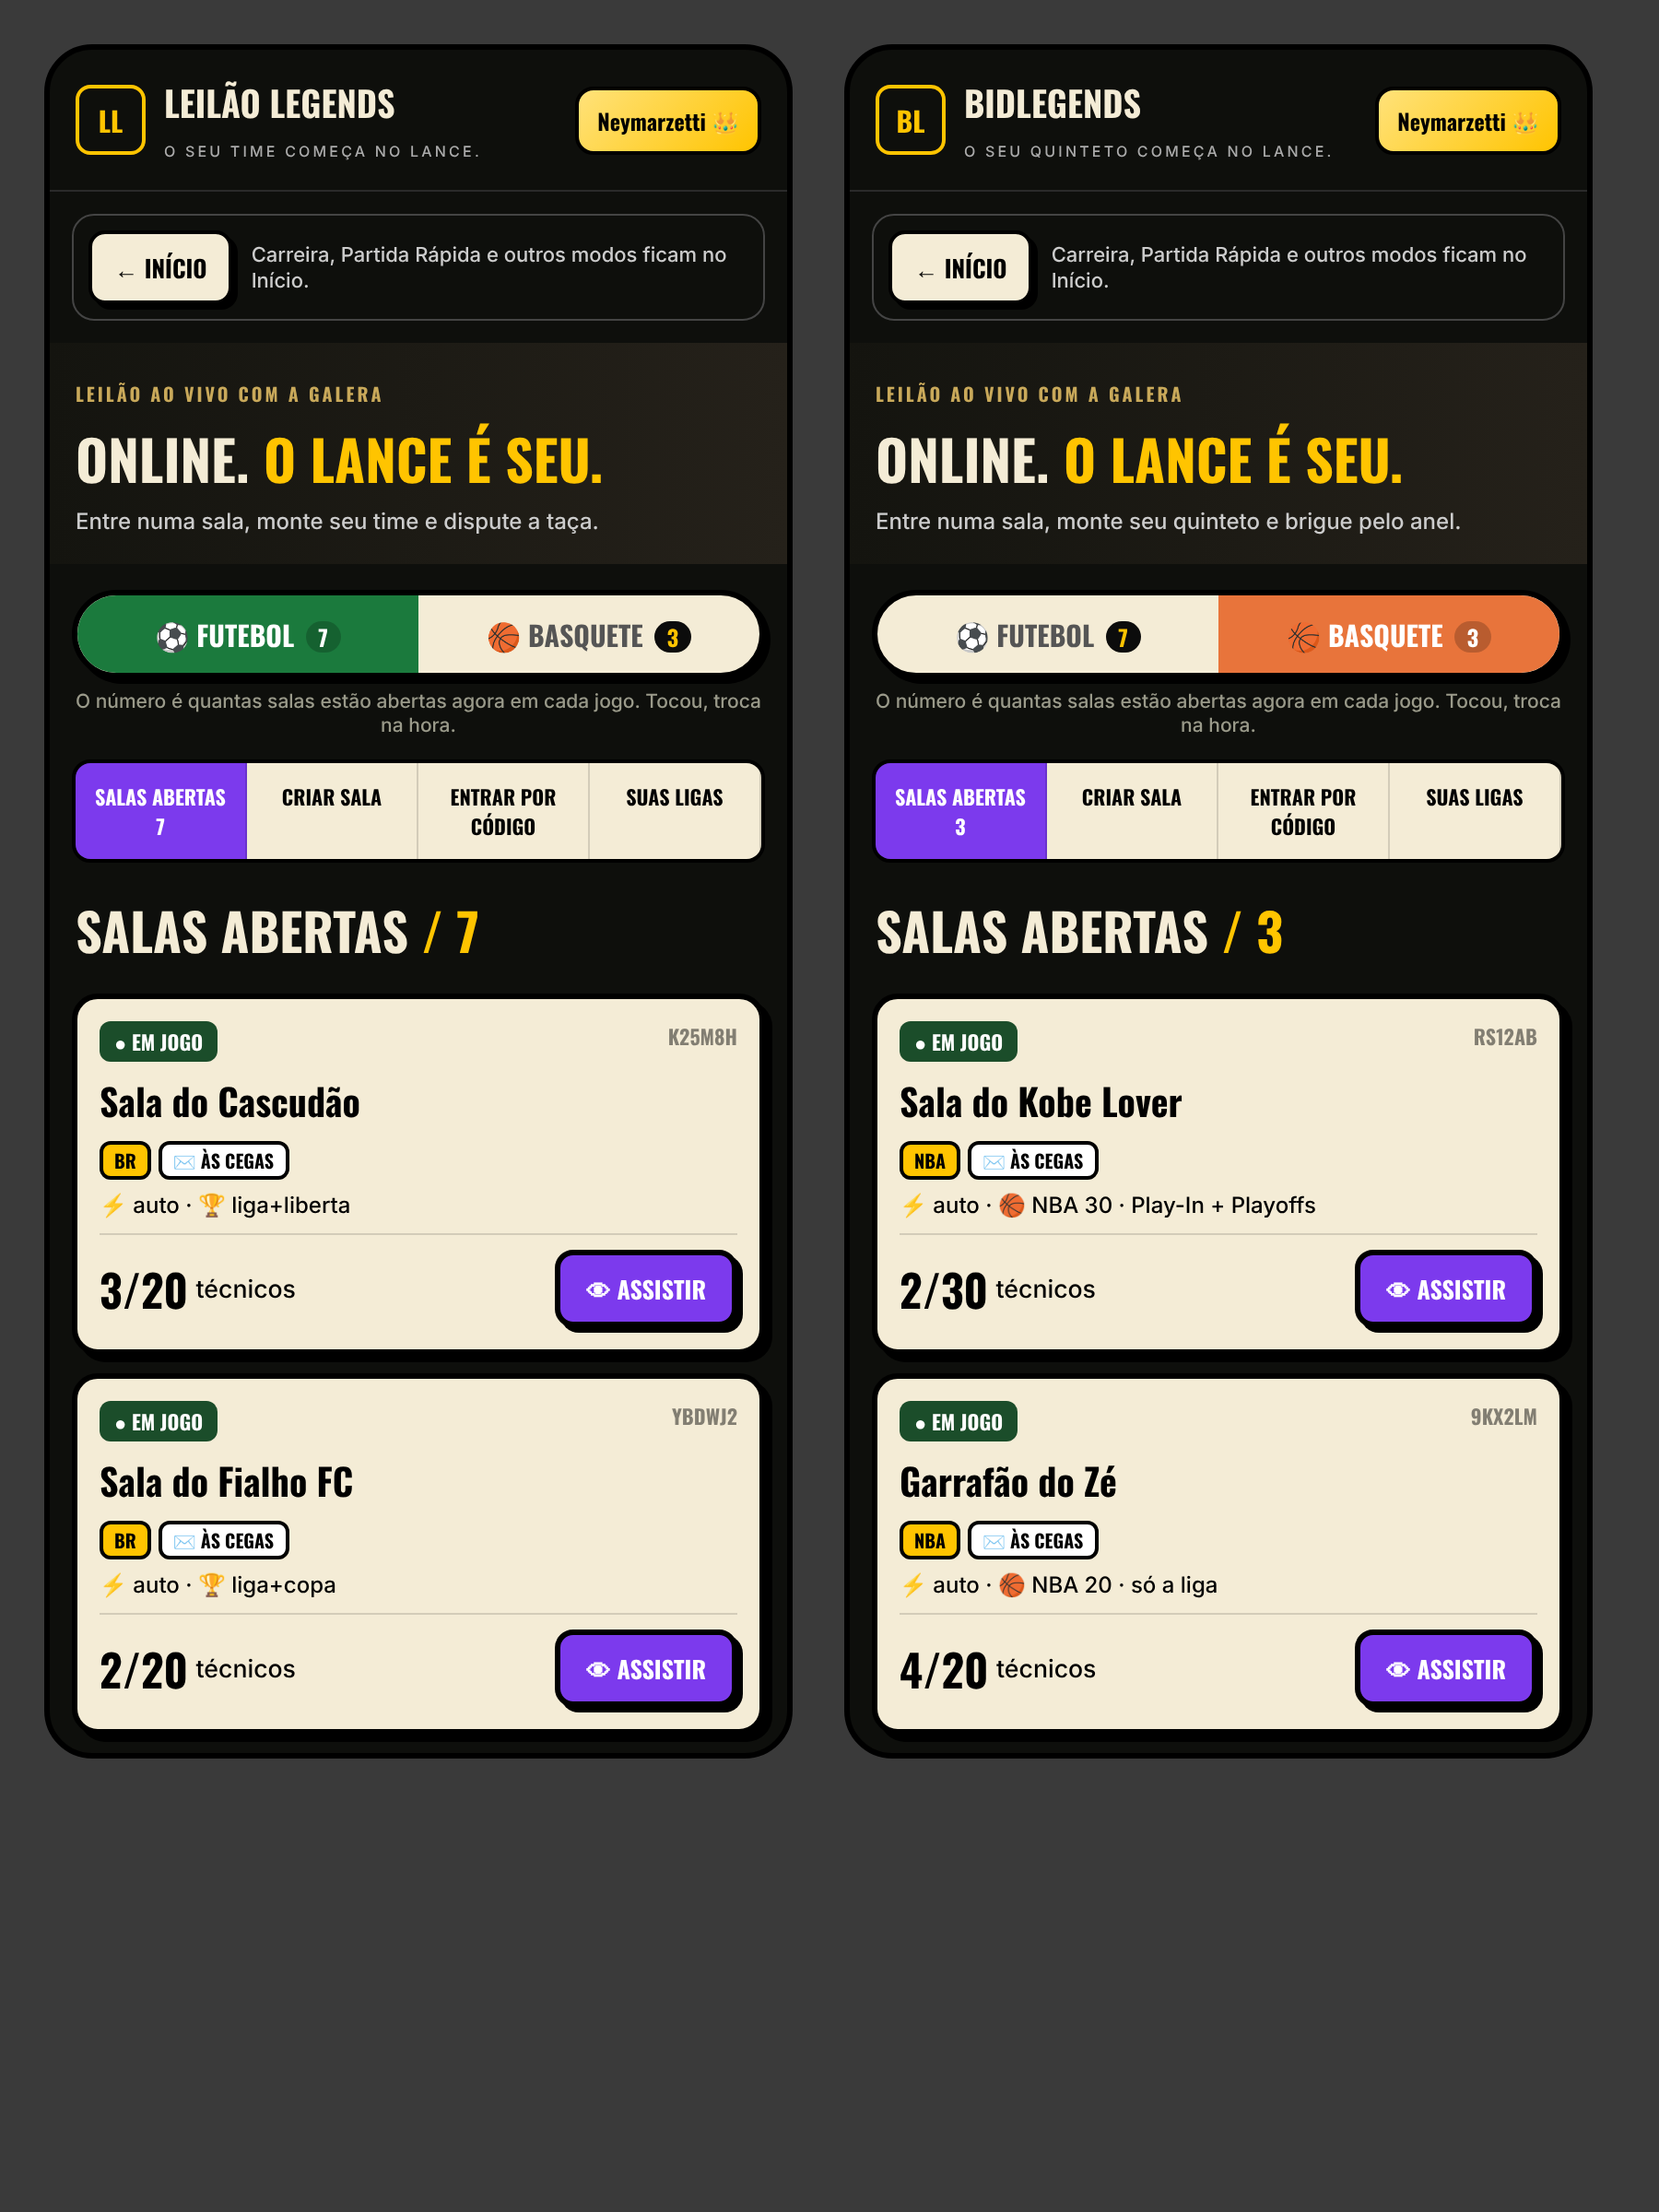 LL
LEILÃO LEGENDS
O SEU TIME COMEÇA NO LANCE.
Neymarzetti 👑
← INÍCIO
Carreira, Partida Rápida e outros modos ficam no
Início.
LEILÃO AO VIVO COM A GALERA
ONLINE. O LANCE É SEU.
Entre numa sala, monte seu time e dispute a taça.
⚽ FUTEBOL 7
🏀 BASQUETE 3
O número é quantas salas estão abertas agora em cada jogo. Tocou, troca
na hora.
SALAS ABERTAS
7
CRIAR SALA
ENTRAR POR
CÓDIGO
SUAS LIGAS
SALAS ABERTAS / 7
● EM JOGO
K25M8H
Sala do Cascudão
BR
✉️ ÀS CEGAS
⚡ auto · 🏆 liga+liberta
3/20 técnicos
👁 ASSISTIR
● EM JOGO
YBDWJ2
Sala do Fialho FC
BR
✉️ ÀS CEGAS
⚡ auto · 🏆 liga+copa
2/20 técnicos
👁 ASSISTIR
BL
BIDLEGENDS
O SEU QUINTETO COMEÇA NO LANCE.
Neymarzetti 👑
← INÍCIO
Carreira, Partida Rápida e outros modos ficam no
Início.
LEILÃO AO VIVO COM A GALERA
ONLINE. O LANCE É SEU.
Entre numa sala, monte seu quinteto e brigue pelo anel.
⚽ FUTEBOL 7
🏀 BASQUETE 3
O número é quantas salas estão abertas agora em cada jogo. Tocou, troca
na hora.
SALAS ABERTAS
3
CRIAR SALA
ENTRAR POR
CÓDIGO
SUAS LIGAS
SALAS ABERTAS / 3
● EM JOGO
RS12AB
Sala do Kobe Lover
NBA
✉️ ÀS CEGAS
⚡ auto · 🏀 NBA 30 · Play-In + Playoffs
2/30 técnicos
👁 ASSISTIR
● EM JOGO
9KX2LM
Garrafão do Zé
NBA
✉️ ÀS CEGAS
⚡ auto · 🏀 NBA 20 · só a liga
4/20 técnicos
👁 ASSISTIR